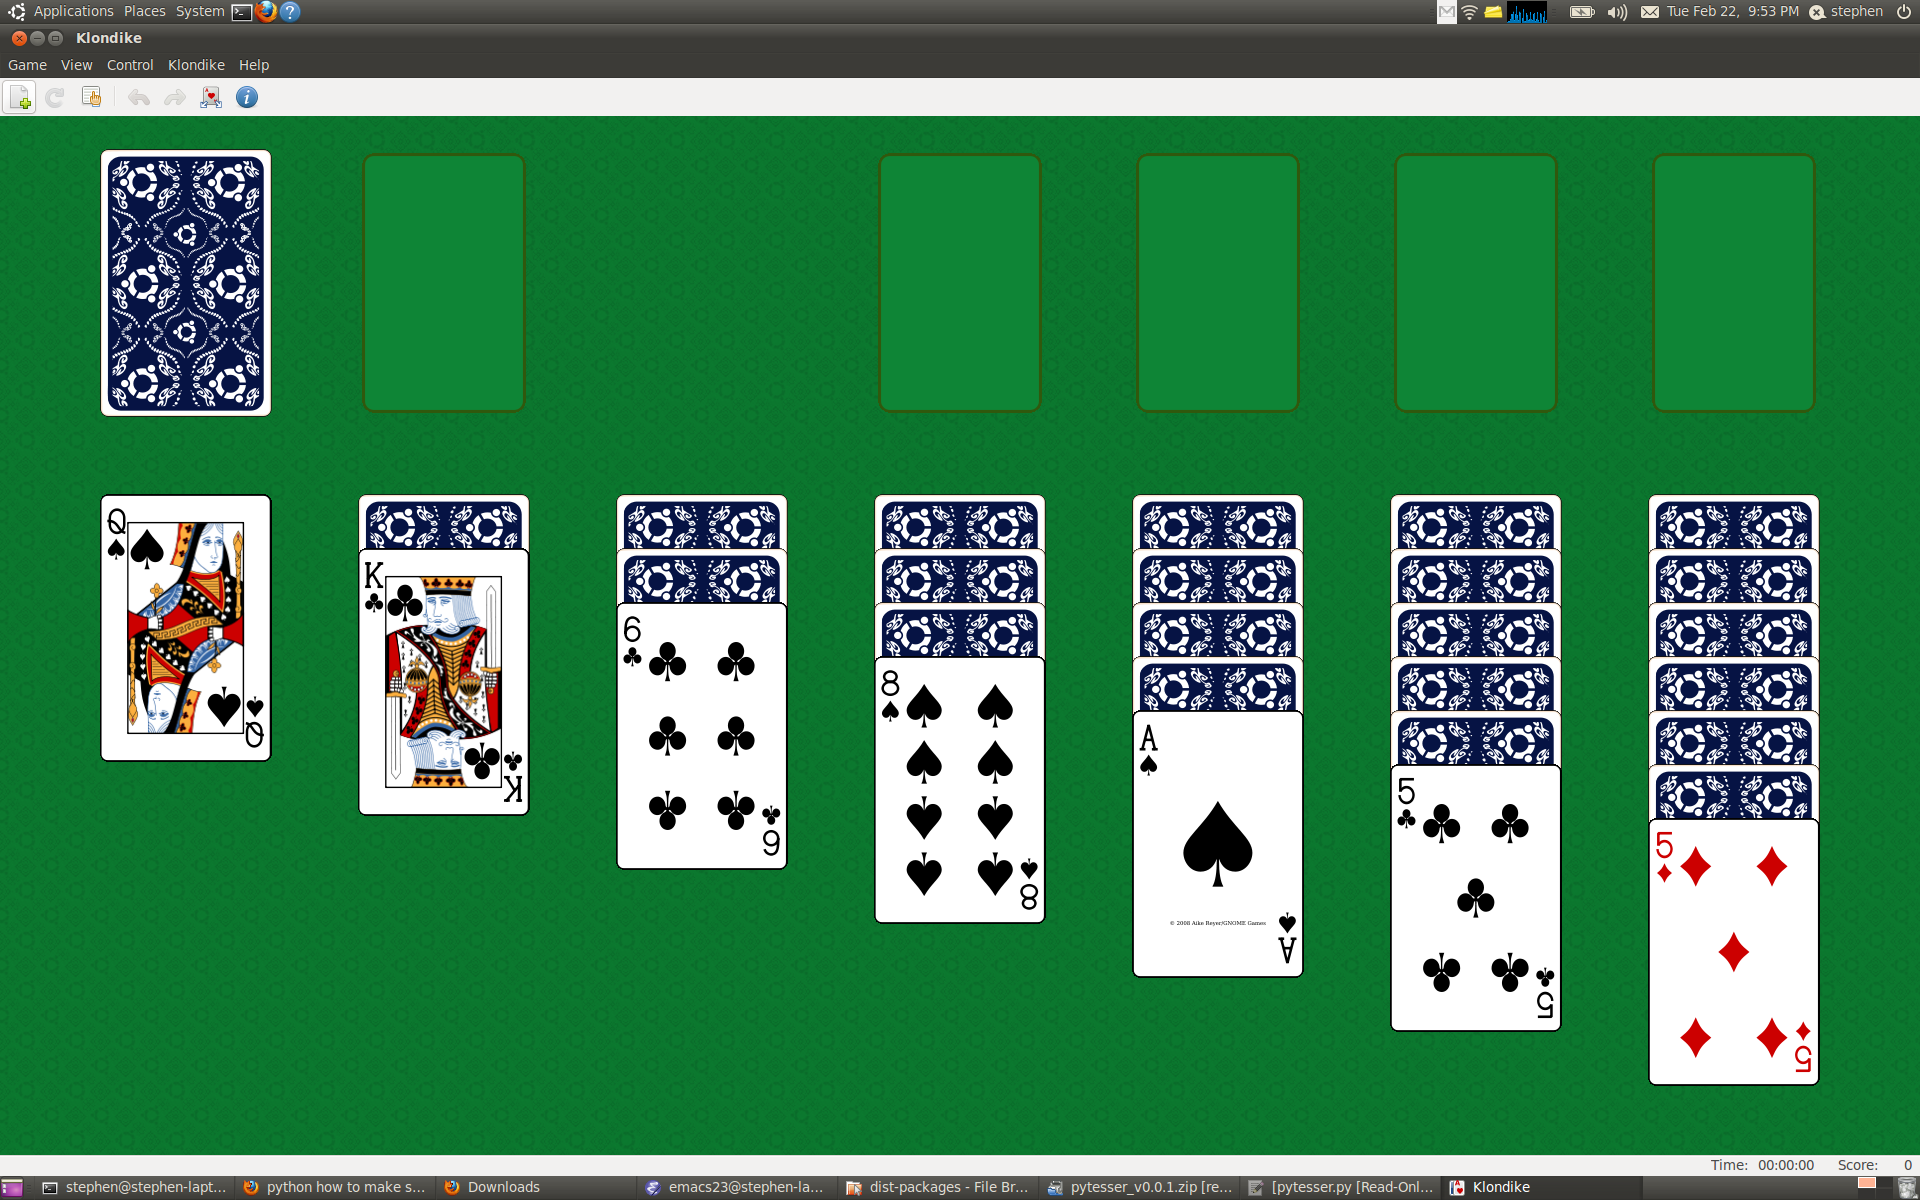 Applications Places System Tue Feb 22, 9:53 PM stephen
Klondike
Game View Control Klondike Help
Q
Q
K
K
6
6
8
8
A
© 2008 Aike Reyer/GNOME Games
A
5
5
5
5
Time: 00:00:00 Score: 0
stephen@stephen-lapt... python how to make s... Downloads emacs23@stephen-la... dist-packages - File Br... pytesser_v0.0.1.zip [re... [pytesser.py [Read-Onl... Klondike